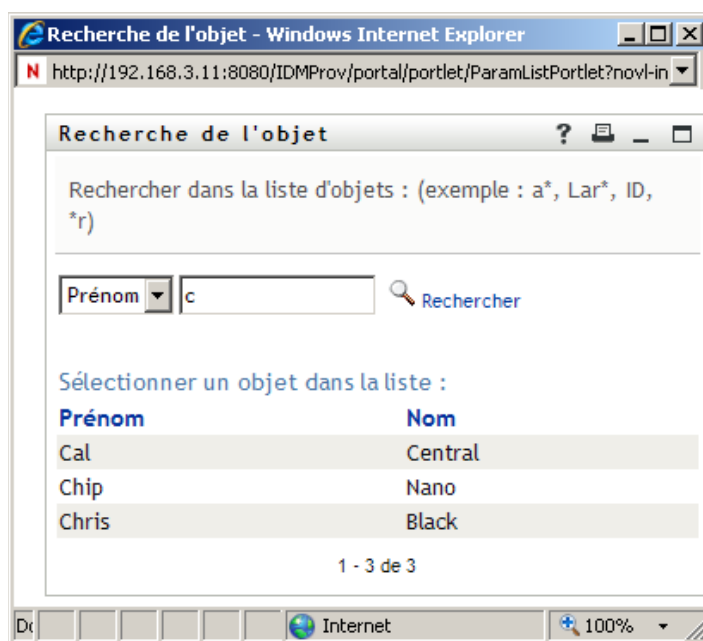 Recherche de l'objet - Windows Internet Explorer
http://192.168.3.11:8080/IDMProv/portal/portlet/ParamListPortlet?novl-in
Recherche de l'objet
Rechercher dans la liste d'objets : (exemple : a*, Lar*, ID,
*r)
Prénom c Rechercher
Sélectionner un objet dans la liste :
Prénom Nom
Cal Central
Chip Nano
Chris Black
1 - 3 de 3
Internet 100%